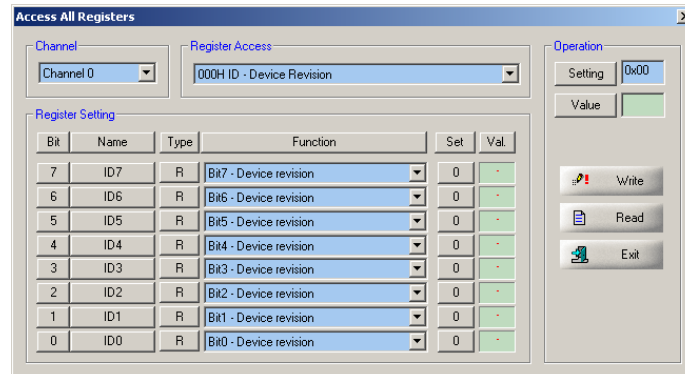 Access All Registers
Channel
Channel 0
Register Access
000H ID - Device Revision
Operation
Setting 0x00
Value
Register Setting
Bit Name Type Function Set Val.
7 ID7 R Bit7 - Device revision 0 -
6 ID6 R Bit6 - Device revision 0 -
5 ID5 R Bit5 - Device revision 0 -
4 ID4 R Bit4 - Device revision 0 -
3 ID3 R Bit3 - Device revision 0 -
2 ID2 R Bit2 - Device revision 0 -
1 ID1 R Bit1 - Device revision 0 -
0 ID0 R Bit0 - Device revision 0 -
Write
Read
Exit